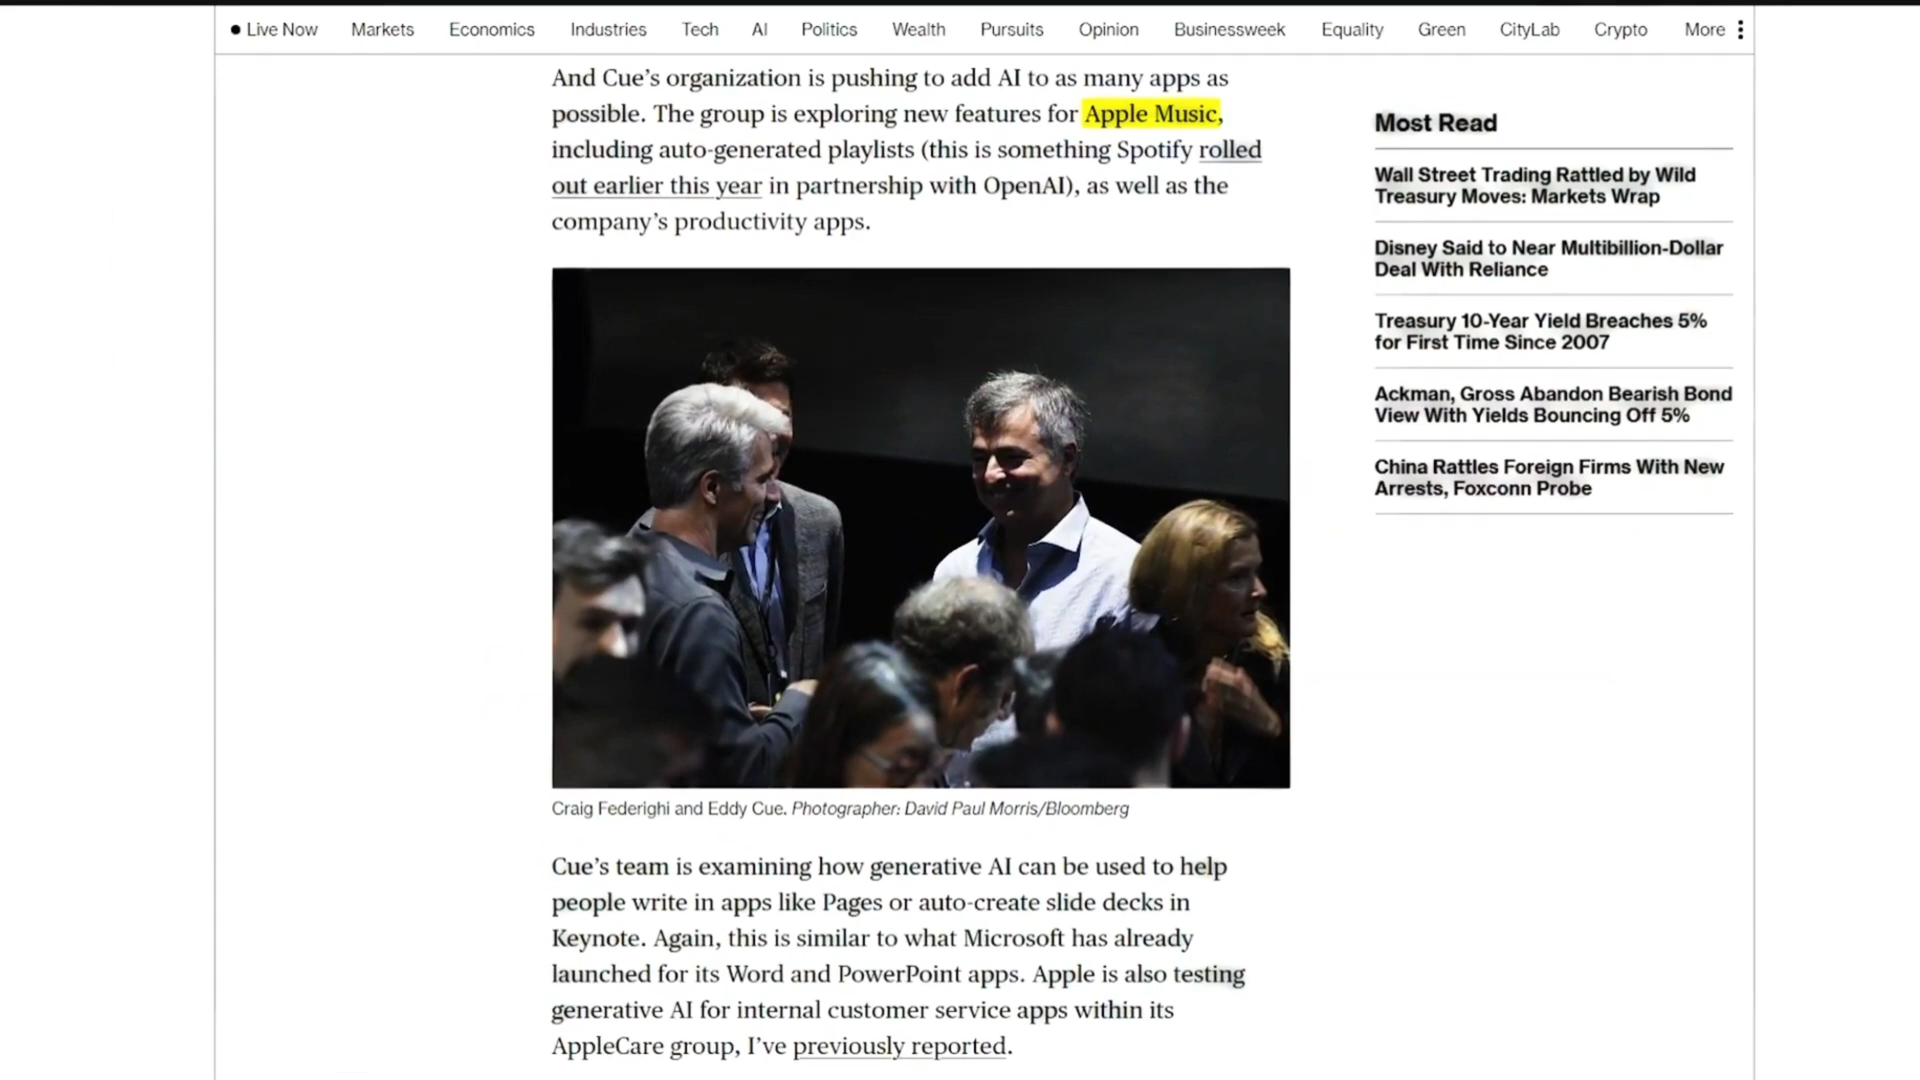 Live Now Markets Economics Industries Tech AI Politics Wealth Pursuits Opinion Businessweek Equality Green CityLab Crypto More
And Cue’s organization is pushing to add AI to as many apps as
possible. The group is exploring new features for Apple Music,
including auto-generated playlists (this is something Spotify rolled
out earlier this year in partnership with OpenAI), as well as the
company’s productivity apps.
Craig Federighi and Eddy Cue. Photographer: David Paul Morris/Bloomberg
Cue’s team is examining how generative AI can be used to help
people write in apps like Pages or auto-create slide decks in
Keynote. Again, this is similar to what Microsoft has already
launched for its Word and PowerPoint apps. Apple is also testing
generative AI for internal customer service apps within its
AppleCare group, I’ve previously reported.
Most Read
Wall Street Trading Rattled by Wild
Treasury Moves: Markets Wrap
Disney Said to Near Multibillion-Dollar
Deal With Reliance
Treasury 10-Year Yield Breaches 5%
for First Time Since 2007
Ackman, Gross Abandon Bearish Bond
View With Yields Bouncing Off 5%
China Rattles Foreign Firms With New
Arrests, Foxconn Probe